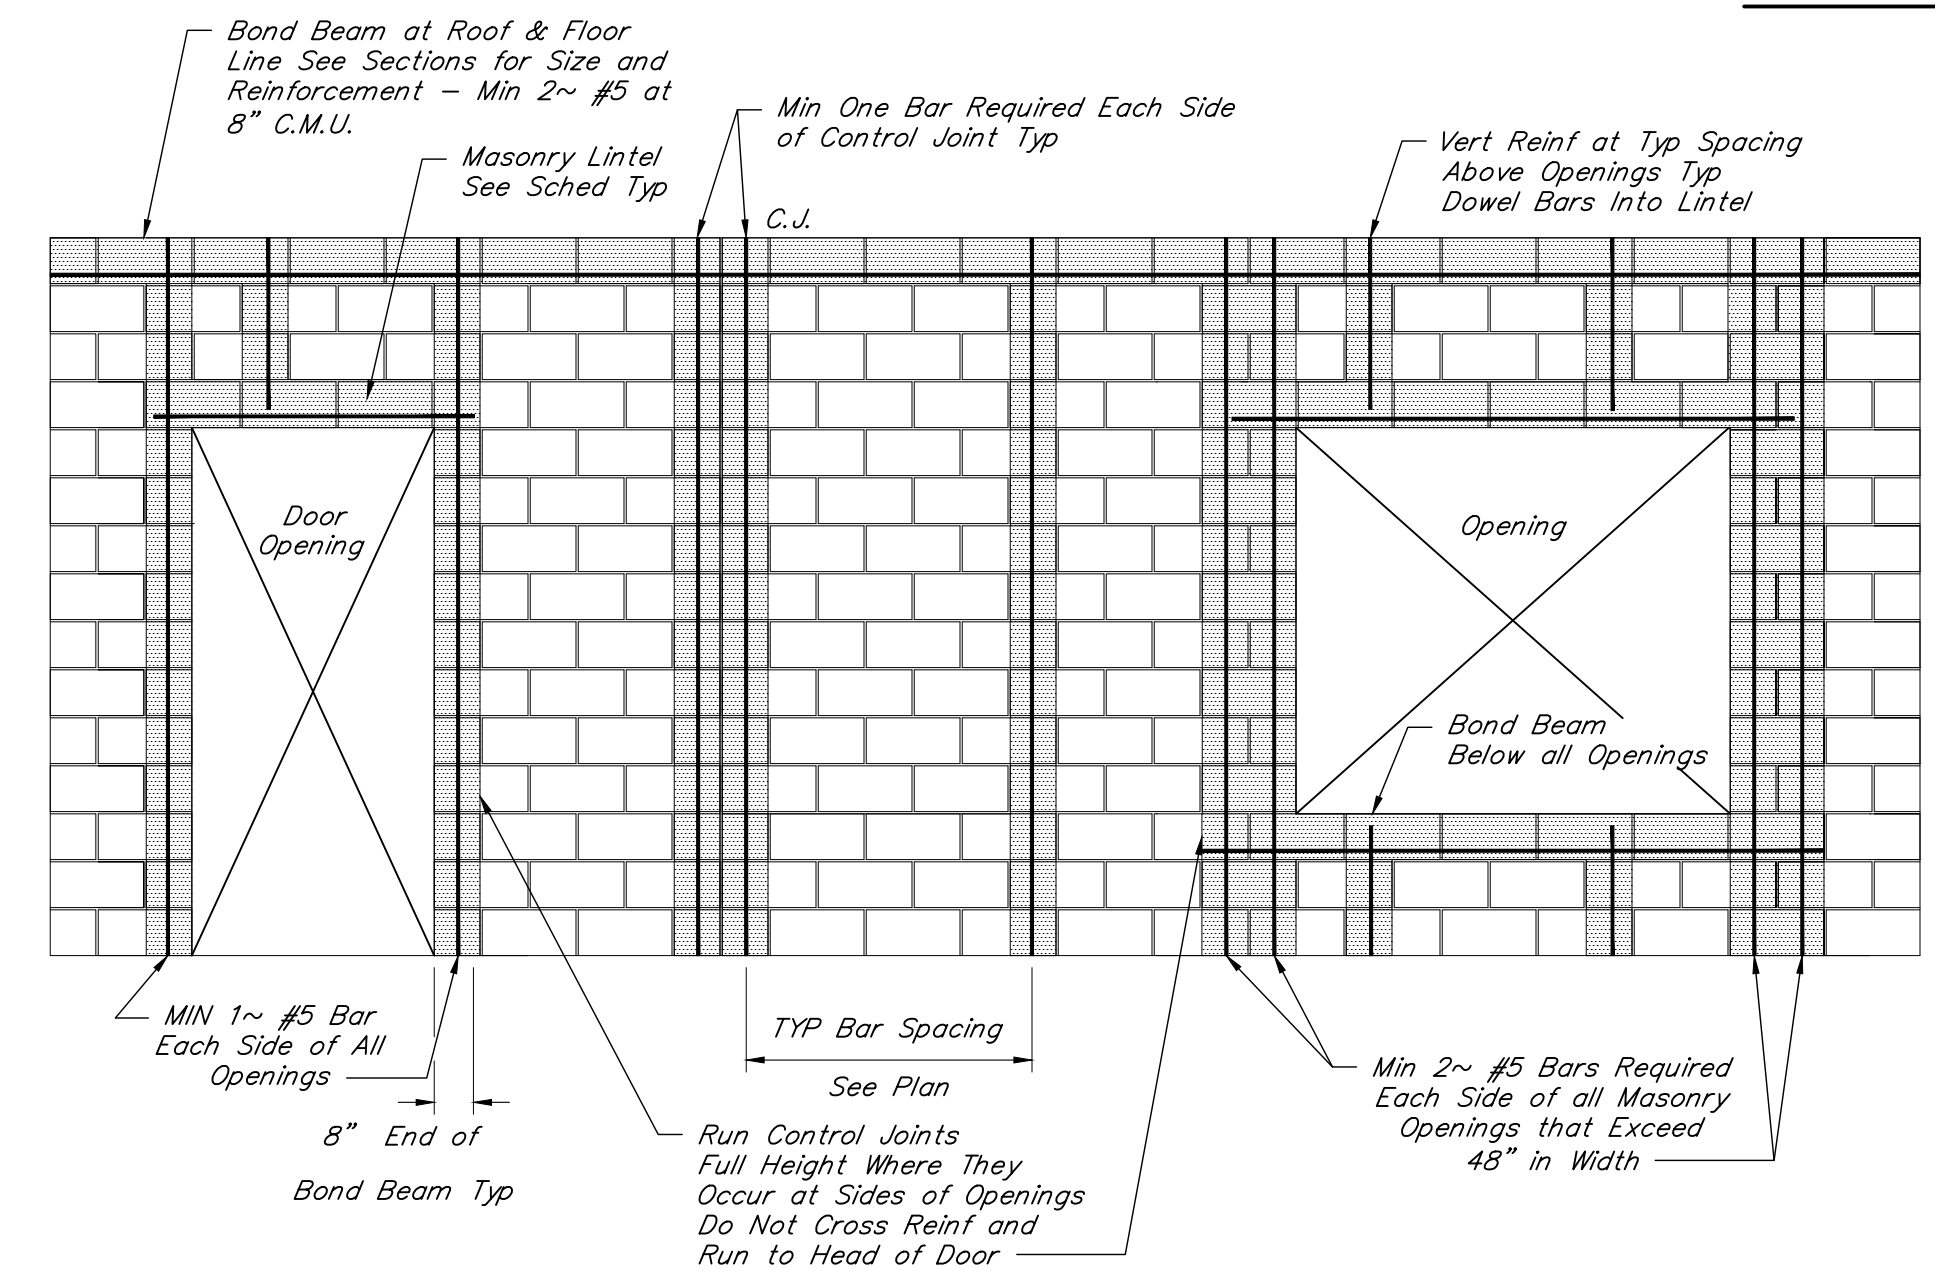 Bond Beam at Roof & Floor
Line See Sections for Size and
Reinforcement – Min 2~ #5 at
8" C.M.U.
Masonry Lintel
See Sched Typ
Min One Bar Required Each Side
of Control Joint Typ
C.J.
Vert Reinf at Typ Spacing
Above Openings Typ
Dowel Bars Into Lintel
Door
Opening
Opening
Bond Beam
Below all Openings
MIN 1~ #5 Bar
Each Side of All
Openings
8" End of
Bond Beam Typ
TYP Bar Spacing
See Plan
Run Control Joints
Full Height Where They
Occur at Sides of Openings
Do Not Cross Reinf and
Run to Head of Door
Min 2~ #5 Bars Required
Each Side of all Masonry
Openings that Exceed
48" in Width